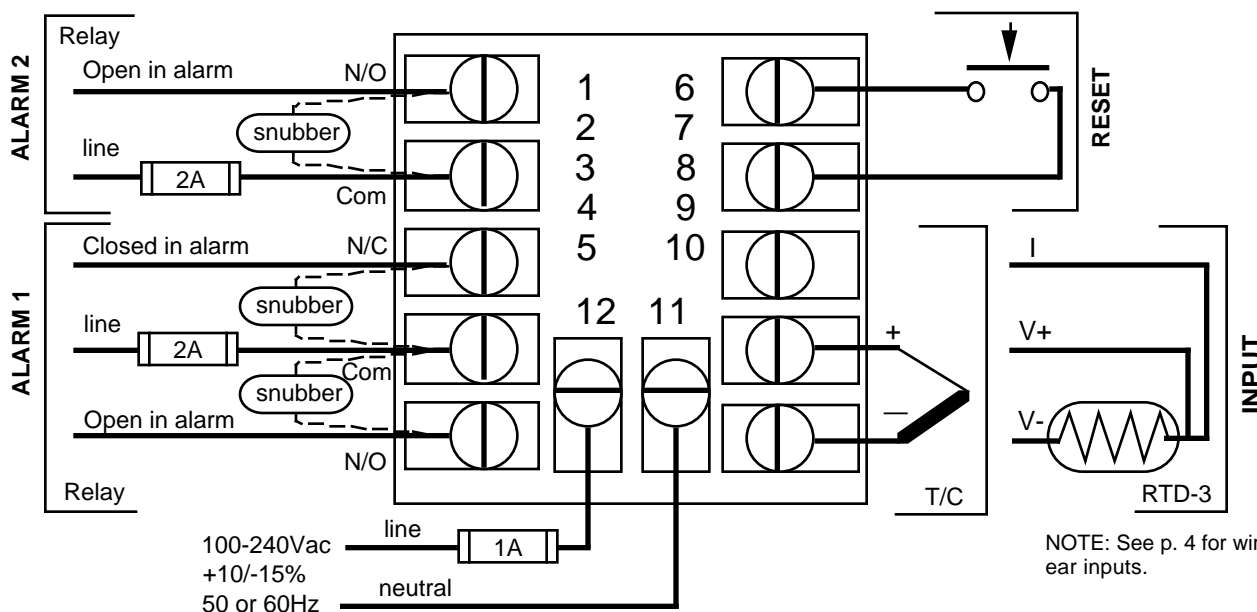 ALARM 2
Relay
Open in alarm
N/O
snubber
line
2A
Com
ALARM 1
Closed in alarm
N/C
snubber
line
2A
Com
snubber
Open in alarm
N/O
Relay
1
2
3
4
5
6
7
8
9
10
12
11
RESET
+
—
T/C
I
V+
V-
RTD-3
INPUT
100-240Vac
+10/-15%
50 or 60Hz
line
1A
neutral
NOTE: See p. 4 for
ear inputs.